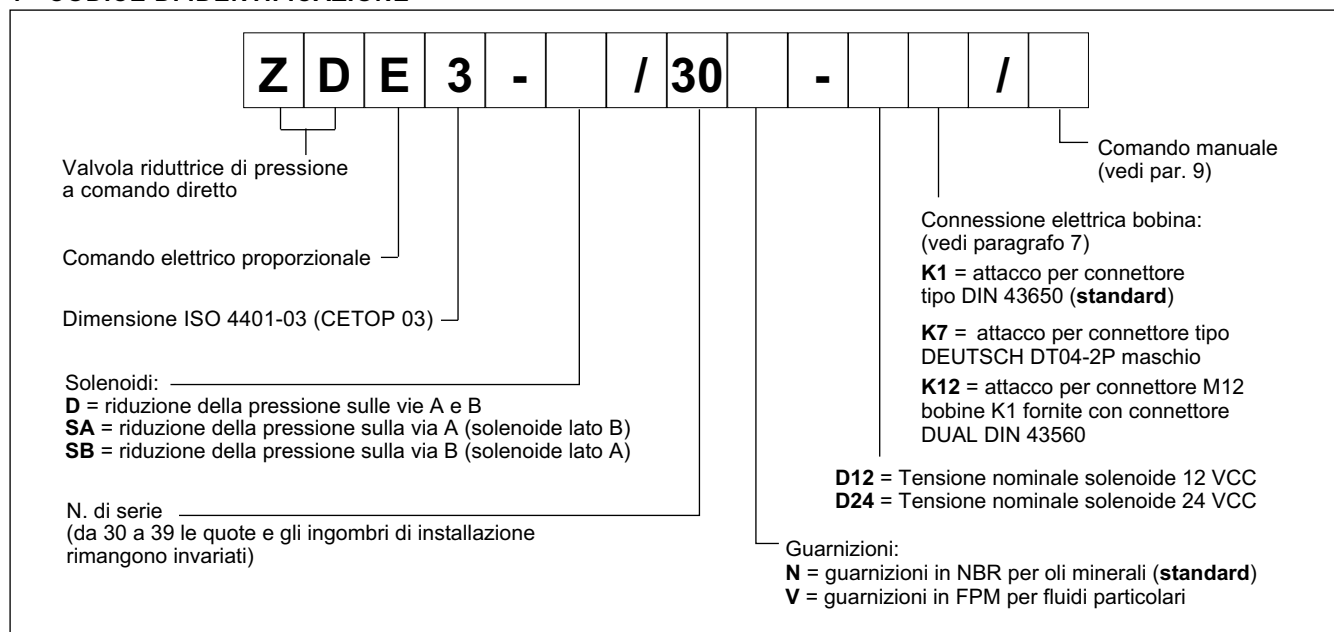 Z D E 3 - / 30 - /
Valvola riduttrice di pressione
a comando diretto
Comando elettrico proporzionale
Dimensione ISO 4401-03 (CETOP 03)
Solenoidi:
D = riduzione della pressione sulle vie A e B
SA = riduzione della pressione sulla via A (solenoide lato B)
SB = riduzione della pressione sulla via B (solenoide lato A)
N. di serie
(da 30 a 39 le quote e gli ingombri di installazione
rimangono invariati)
Comando manuale
(vedi par. 9)
Connessione elettrica bobina:
(vedi paragrafo 7)
K1 = attacco per connettore
tipo DIN 43650 (standard)
K7 = attacco per connettore tipo
DEUTSCH DT04-2P maschio
K12 = attacco per connettore M12
bobine K1 fornite con connettore
DUAL DIN 43560
D12 = Tensione nominale solenoide 12 VCC
D24 = Tensione nominale solenoide 24 VCC
Guarnizioni:
N = guarnizioni in NBR per oli minerali (standard)
V = guarnizioni in FPM per fluidi particolari